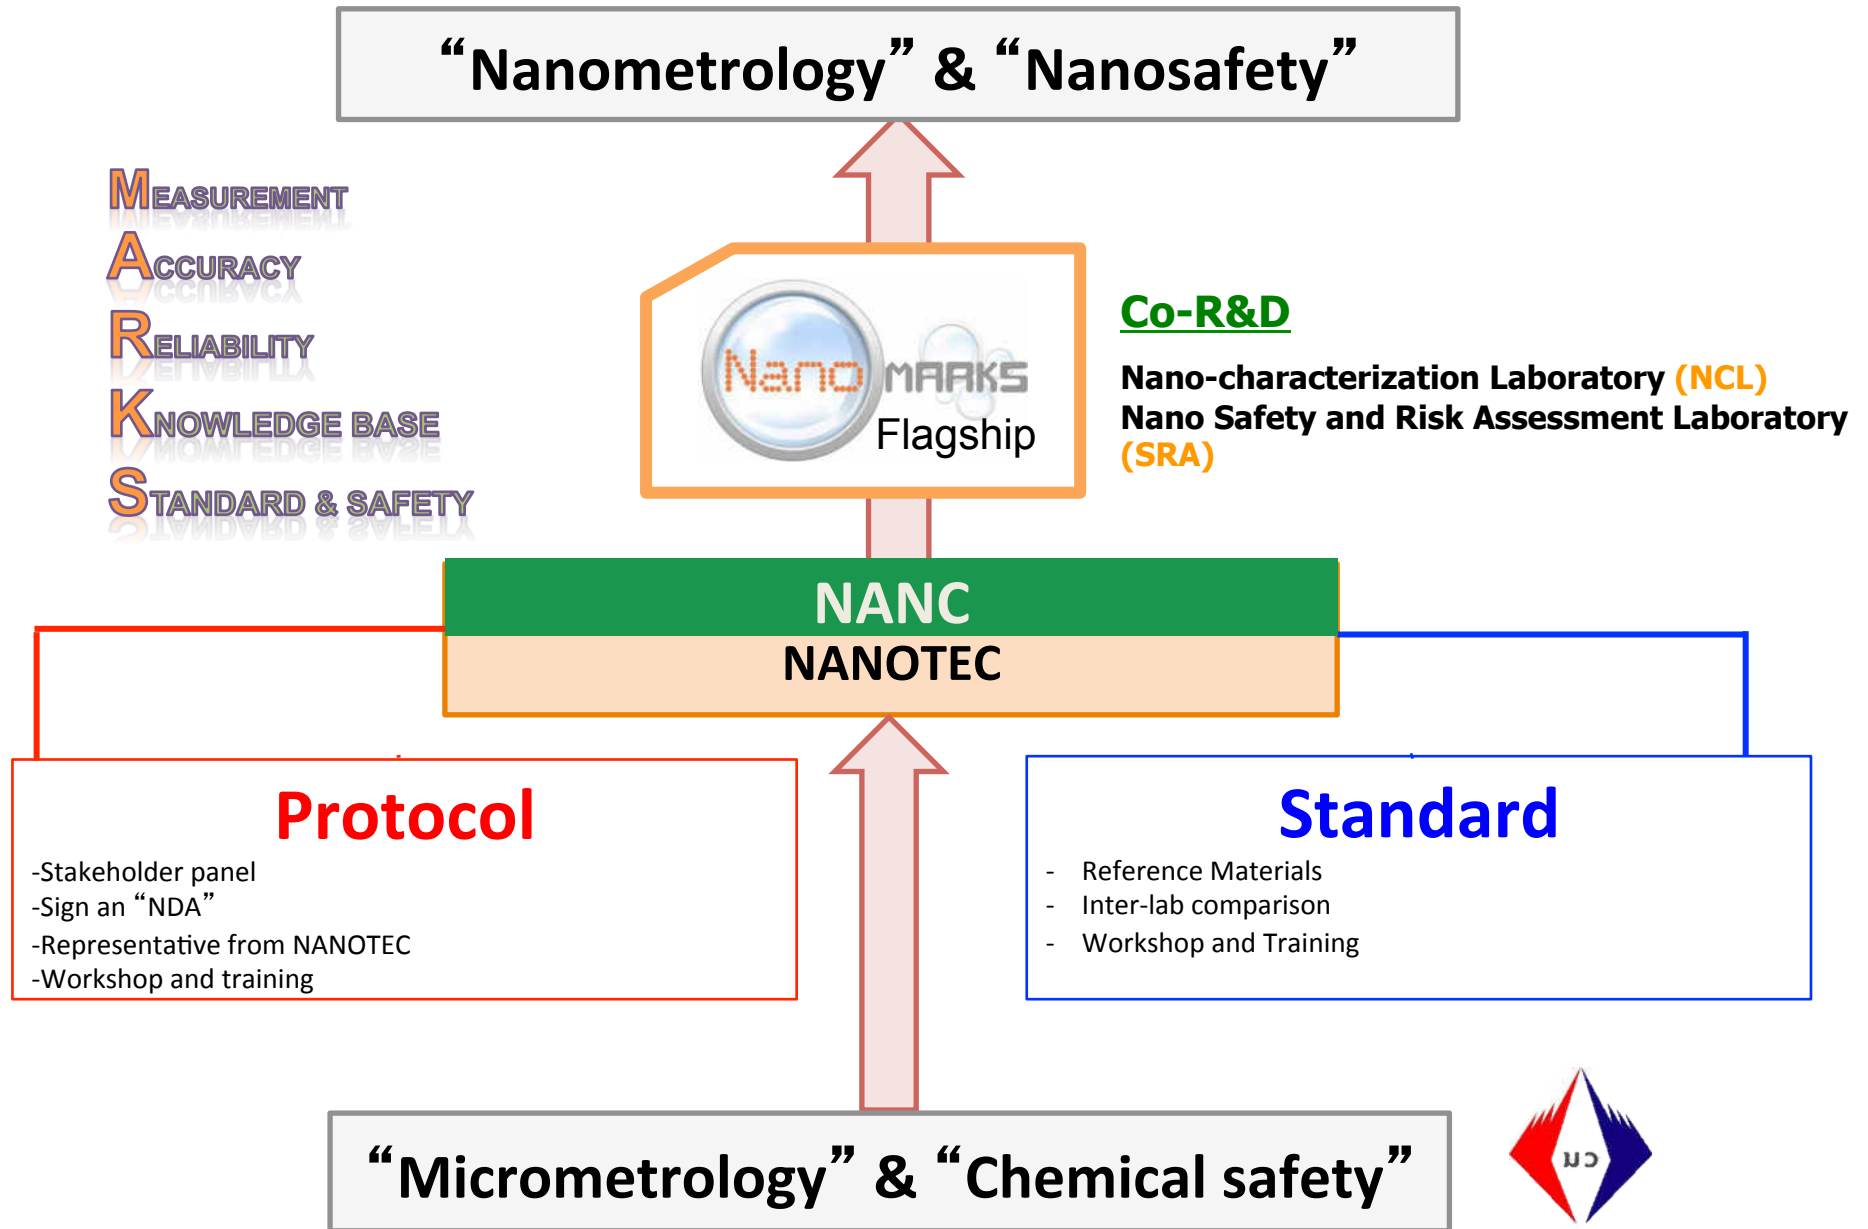 “Nanometrology” & “Nanosafety”
MEASUREMENT
ACCURACY
RELIABILITY
KNOWLEDGE BASE
STANDARD & SAFETY
Nano MARKS
Flagship
Co-R&D
Nano-characterization Laboratory (NCL)
Nano Safety and Risk Assessment Laboratory
(SRA)
NANC
NANOTEC
Protocol
-Stakeholder panel
-Sign an “NDA”
-Representative from NANOTEC
-Workshop and training
Standard
- Reference Materials
- Inter-lab comparison
- Workshop and Training
“Micrometrology” & “Chemical safety”